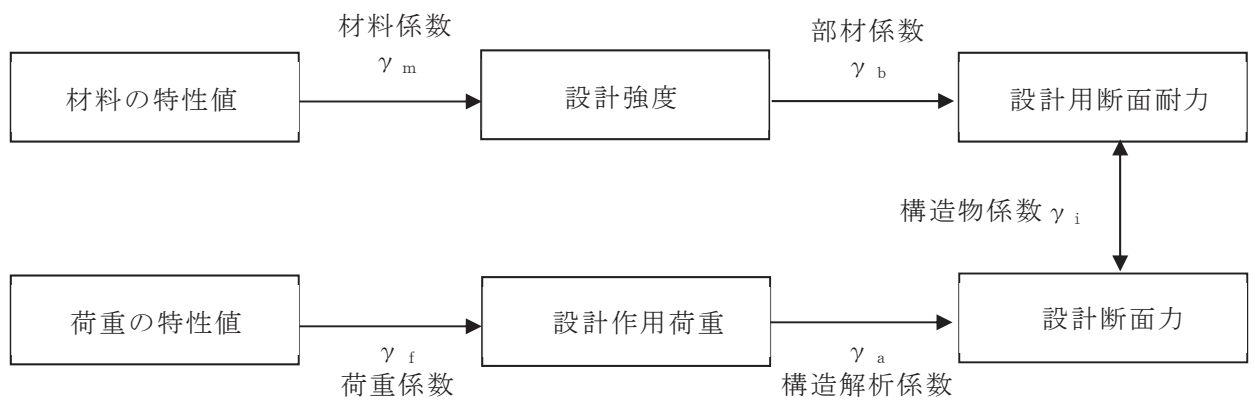 材料係数
γ m
部材係数
γ b
材料の特性値
設計強度
設計用断面耐力
構造物係数 γ i
荷重の特性値
設計作用荷重
設計断面力
γ f
荷重係数
γ a
構造解析係数